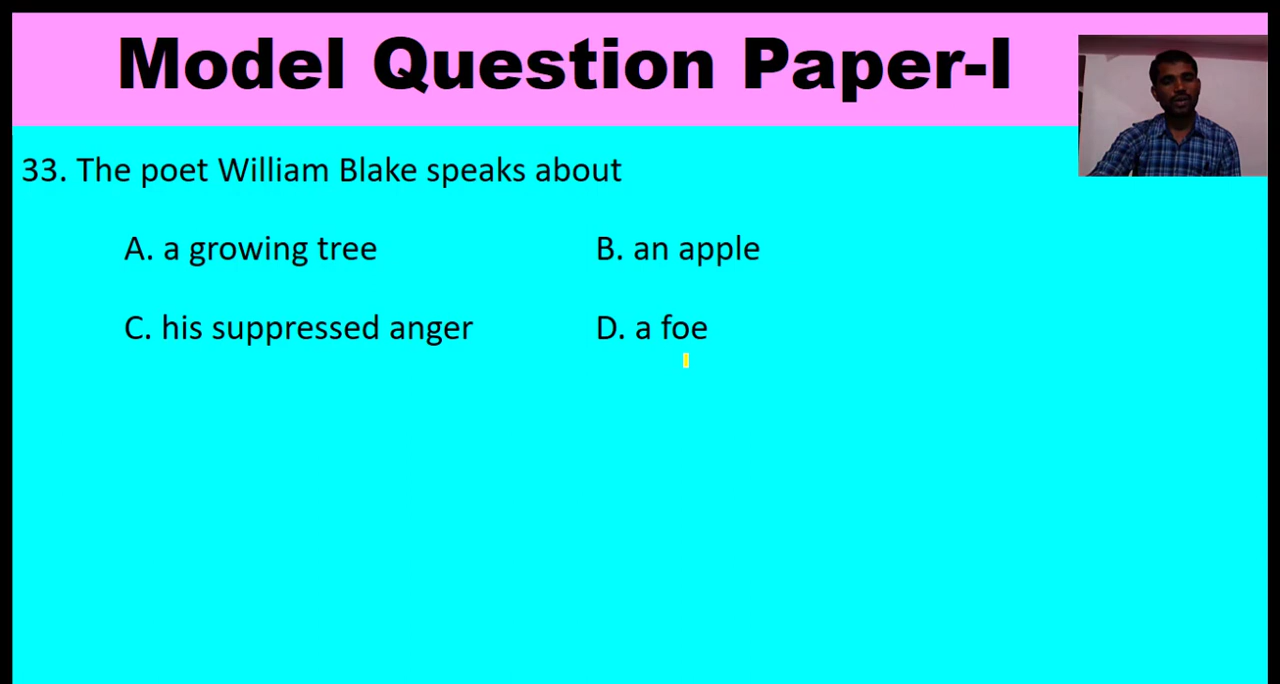 Model Question Paper-I
33. The poet William Blake speaks about
A. a growing tree B. an apple
C. his suppressed anger D. a foe